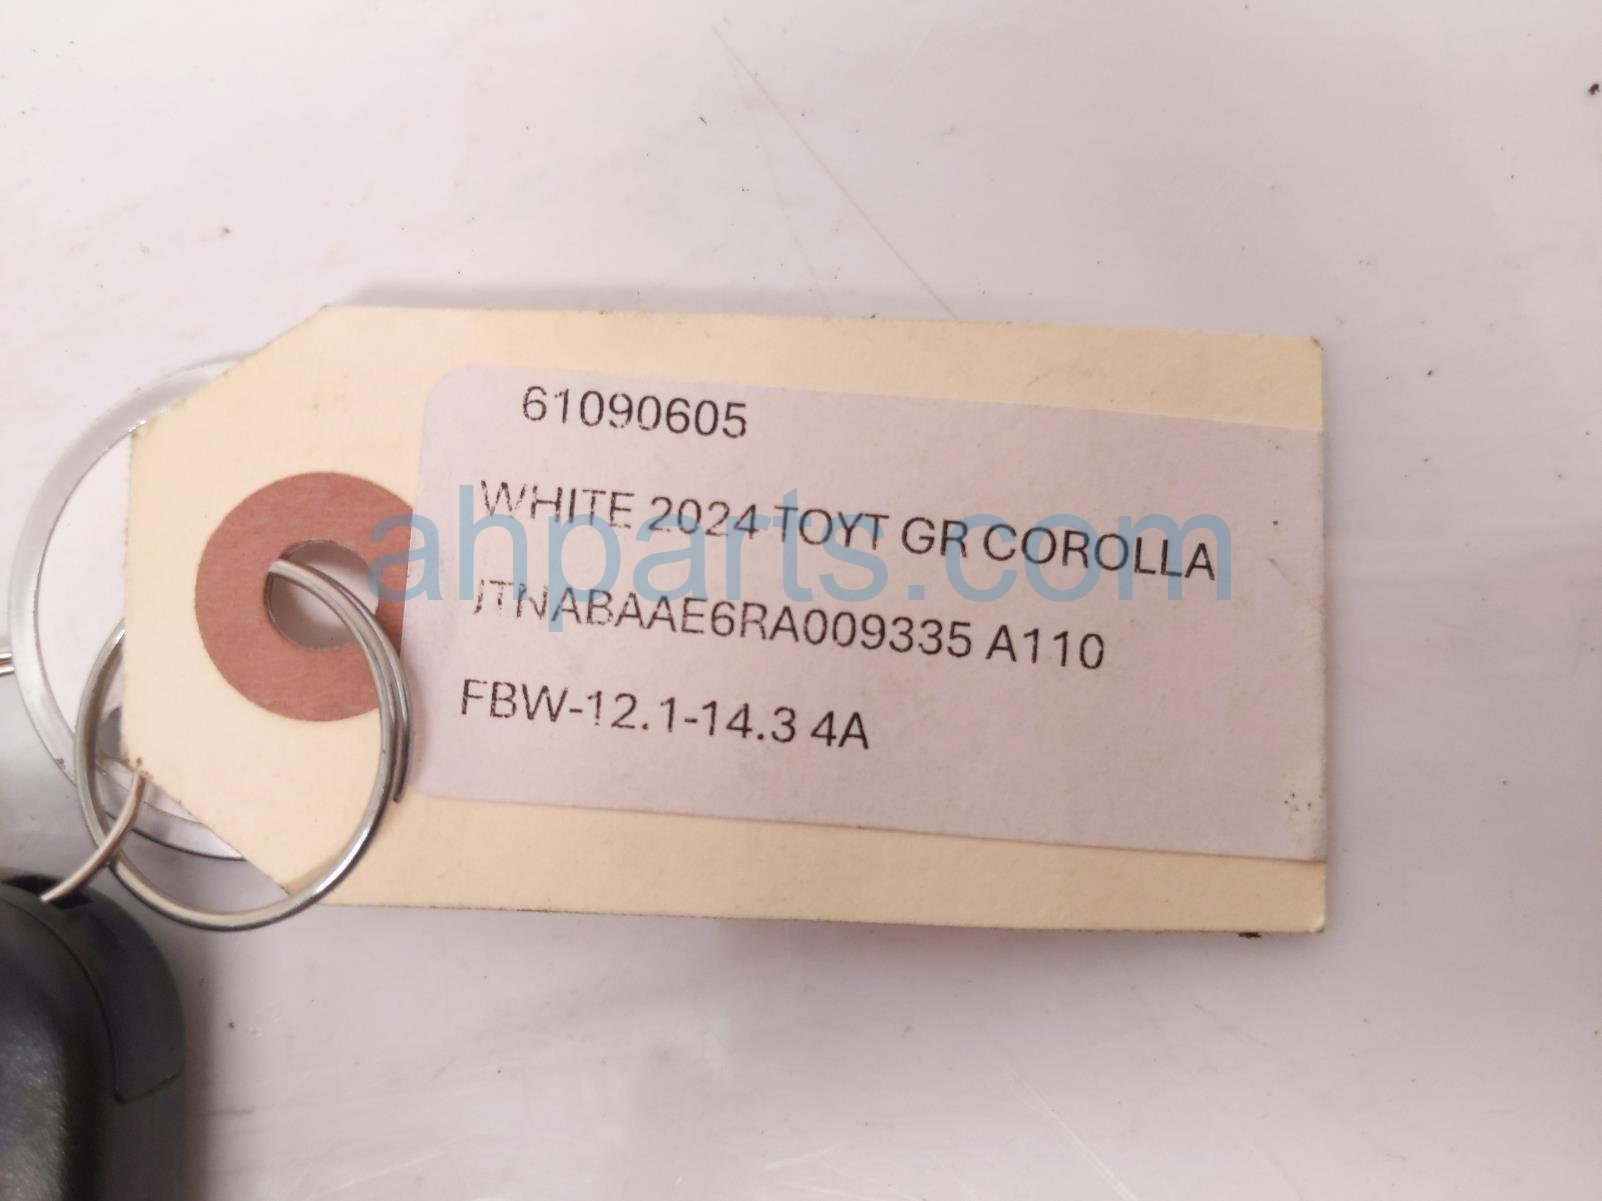 61090605
WHITE 2024 TOYT GR COROLLA
ahparts.com
JTNABAAE6RA009335 A110
FBW-12.1-14.3 4A